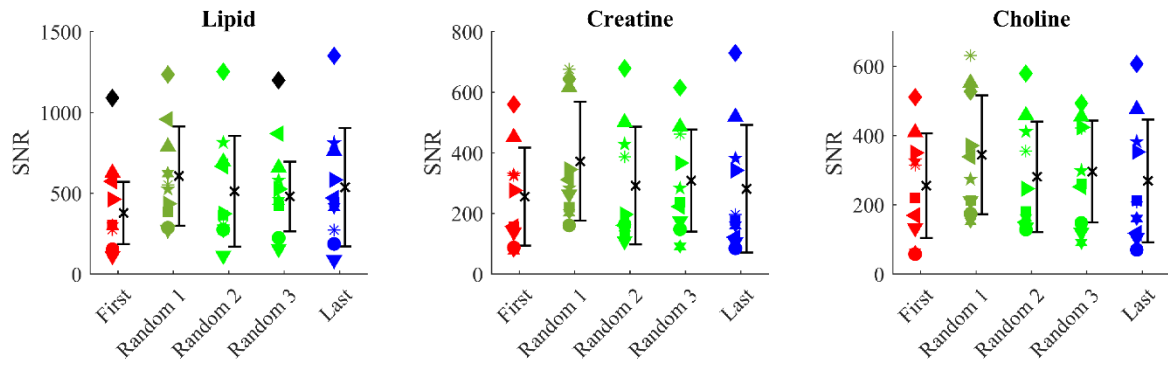 Lipid
SNR
1500
1000
500
0
First
Random 1
Random 2
Random 3
Last
Creatine
SNR
800
600
400
200
0
First
Random 1
Random 2
Random 3
Last
Choline
SNR
600
400
200
0
First
Random 1
Random 2
Random 3
Last